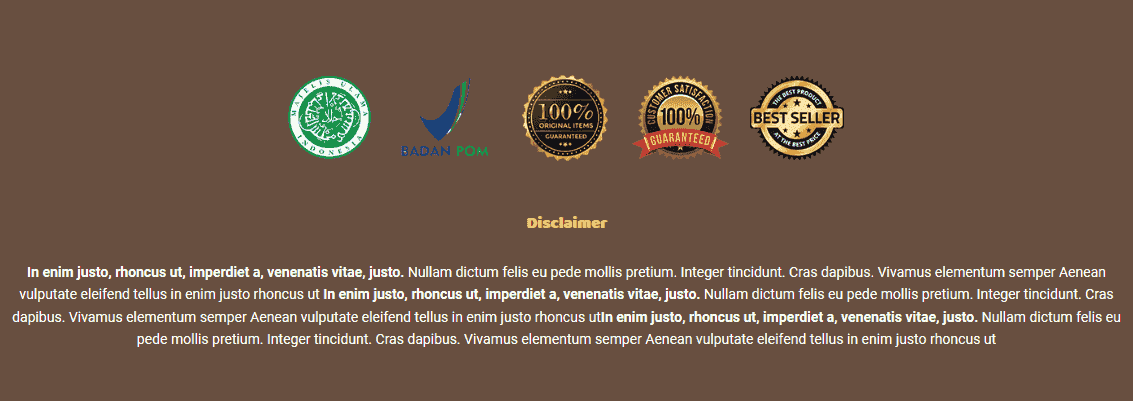 MAJELIS ULAMA
INDONESIA
BADAN POM
100%
ORIGINAL ITEMS
GUARANTEED
CUSTOMER SATISFACTION
100%
GUARANTEED
THE BEST PRODUCT
BEST SELLER
AT THE BEST PRICE
Disclaimer
In enim justo, rhoncus ut, imperdiet a, venenatis vitae, justo. Nullam dictum felis eu pede mollis pretium. Integer tincidunt. Cras dapibus. Vivamus elementum semper Aenean
vulputate eleifend tellus in enim justo rhoncus ut In enim justo, rhoncus ut, imperdiet a, venenatis vitae, justo. Nullam dictum felis eu pede mollis pretium. Integer tincidunt. Cras
dapibus. Vivamus elementum semper Aenean vulputate eleifend tellus in enim justo rhoncus utIn enim justo, rhoncus ut, imperdiet a, venenatis vitae, justo. Nullam dictum felis eu
pede mollis pretium. Integer tincidunt. Cras dapibus. Vivamus elementum semper Aenean vulputate eleifend tellus in enim justo rhoncus ut